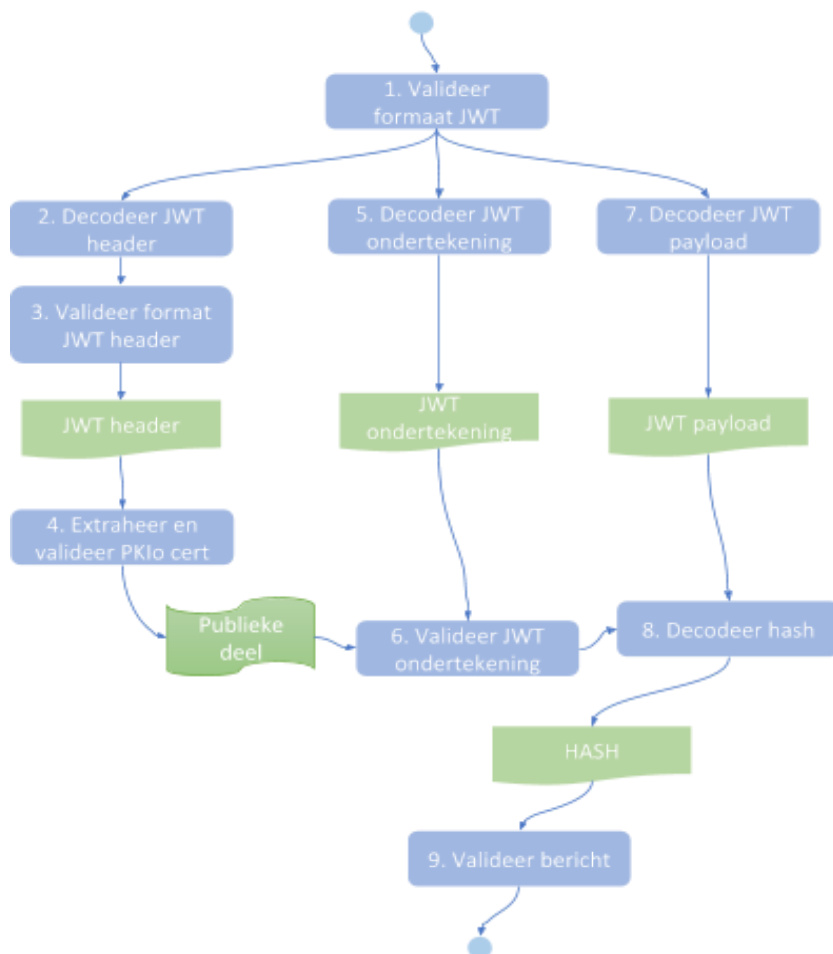 1. Valideer
formaat JWT
2. Decodeer JWT
header
5. Decodeer JWT
ondertekening
7. Decodeer JWT
payload
3. Valideer format
JWT header
JWT header
JWT
ondertekening
JWT payload
4. Extraheer en
valideer PKIo cert
Publieke
deel
6. Valideer JWT
ondertekening
8. Decodeer hash
HASH
9. Valideer bericht